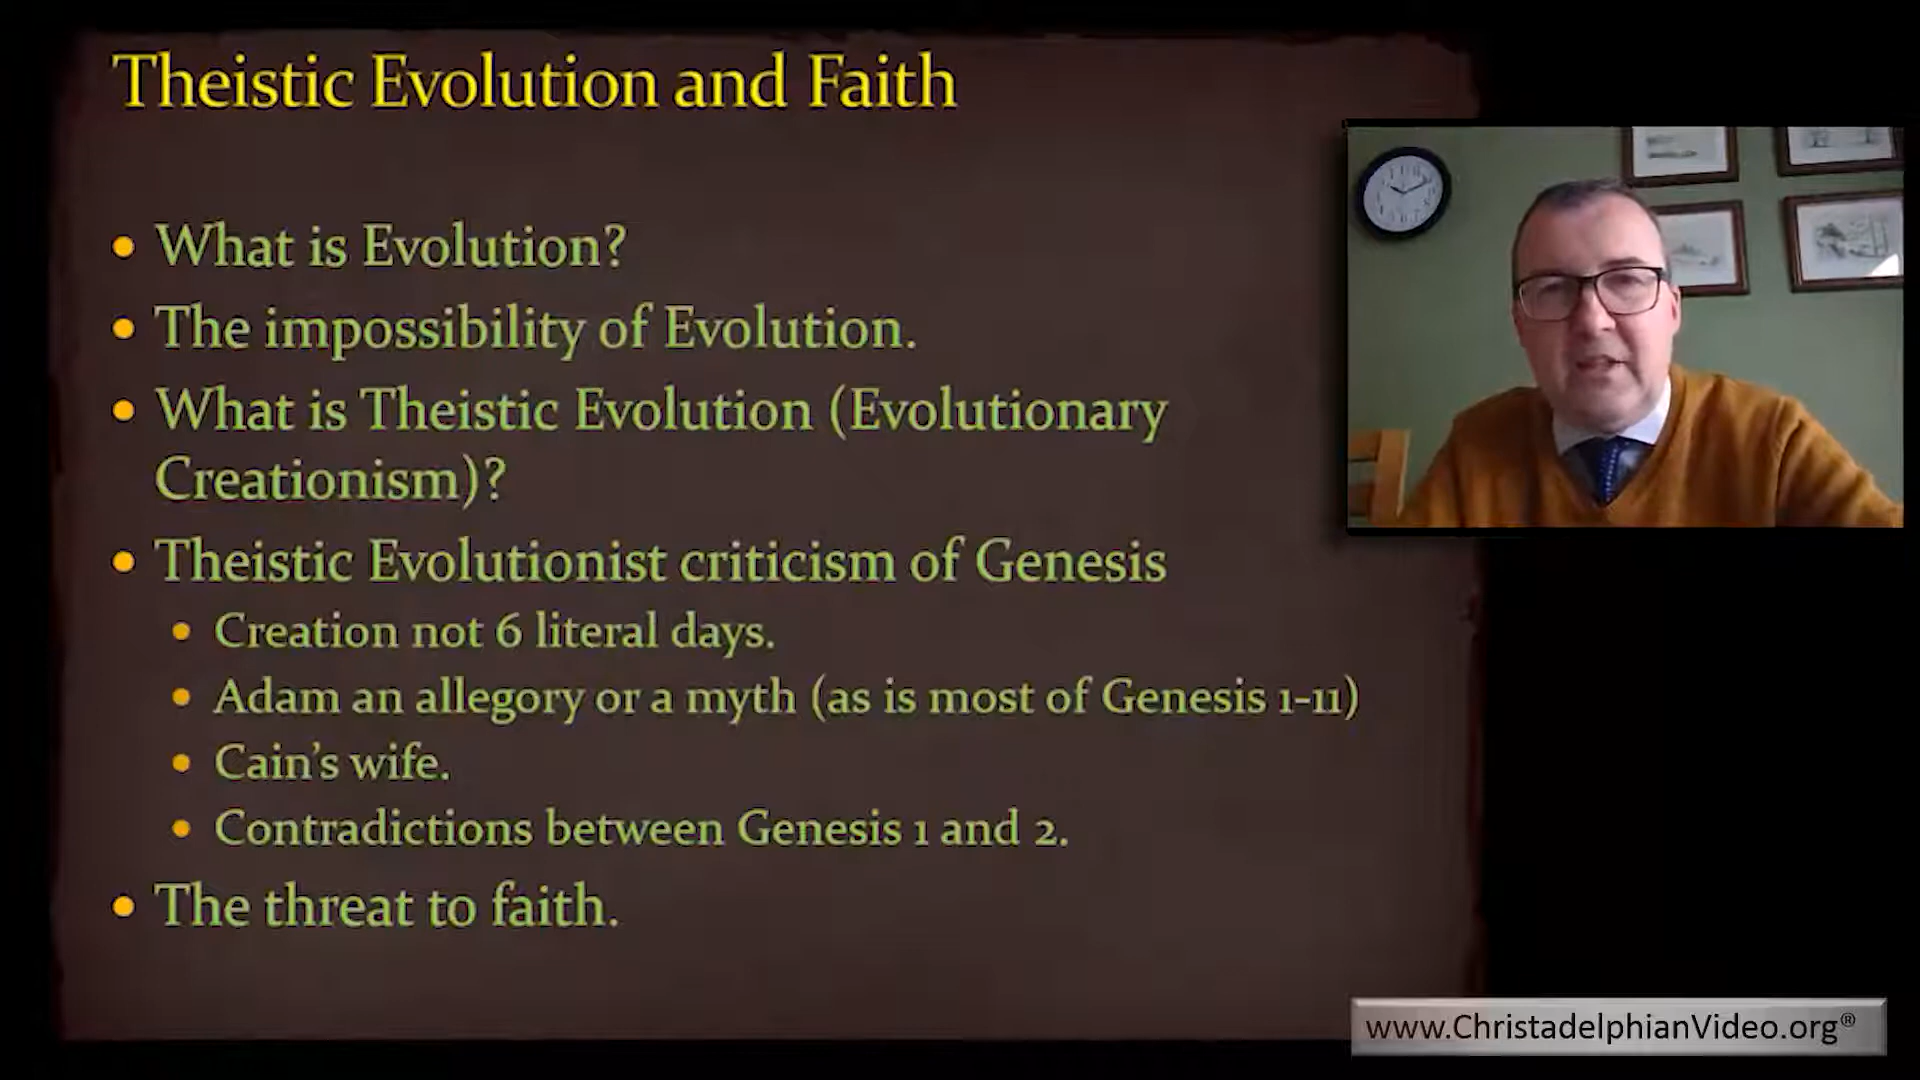 Theistic Evolution and Faith
• What is Evolution?
• The impossibility of Evolution.
• What is Theistic Evolution (Evolutionary
Creationism)?
• Theistic Evolutionist criticism of Genesis
• Creation not 6 literal days.
• Adam an allegory or a myth (as is most of Genesis 1-11)
• Cain's wife.
• Contradictions between Genesis 1 and 2.
• The threat to faith.
www.ChristadelphianVideo.org®